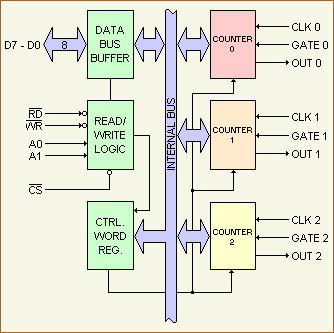 D7 - D0
8
DATA
BUS
BUFFER
RD
WR
A0
A1
CS
READ/
WRITE
LOGIC
CTRL.
WORD
REG.
INTERNAL BUS
COUNTER
0
CLK 0
GATE 0
OUT 0
COUNTER
1
CLK 1
GATE 1
OUT 1
COUNTER
2
CLK 2
GATE 2
OUT 2